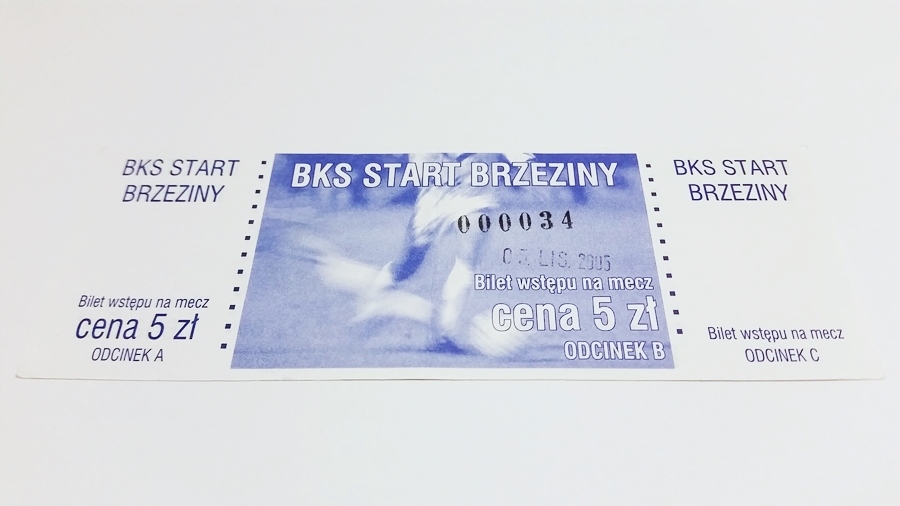 BKS START
BRZEZINY
Bilet wstępu na mecz
cena 5 zł
ODCINEK A
BKS START BRZEZINY
000034
05. LIS. 2005
Bilet wstępu na mecz
cena 5 zł
ODCINEK B
BKS START
BRZEZINY
Bilet wstępu na mecz
ODCINEK C